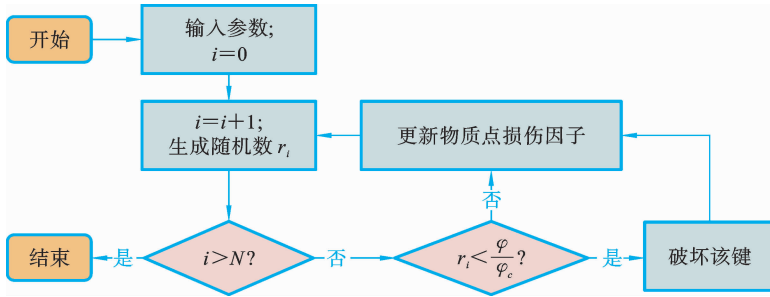 开始
输入参数;
i=0
i=i+1;
生成随机数 r_i
更新物质点损伤因子
否
结束
是
i>N?
否
r_i<φ/φ_c?
是
破坏该键